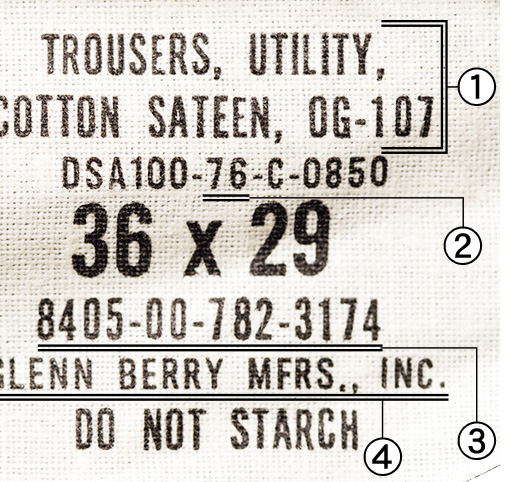 TROUSERS, UTILITY,
COTTON SATEEN, OG-107
①
DSA100-76-C-0850
②
36 x 29
8405-00-782-3174
③
GLENN BERRY MFRS., INC.
④
DO NOT STARCH